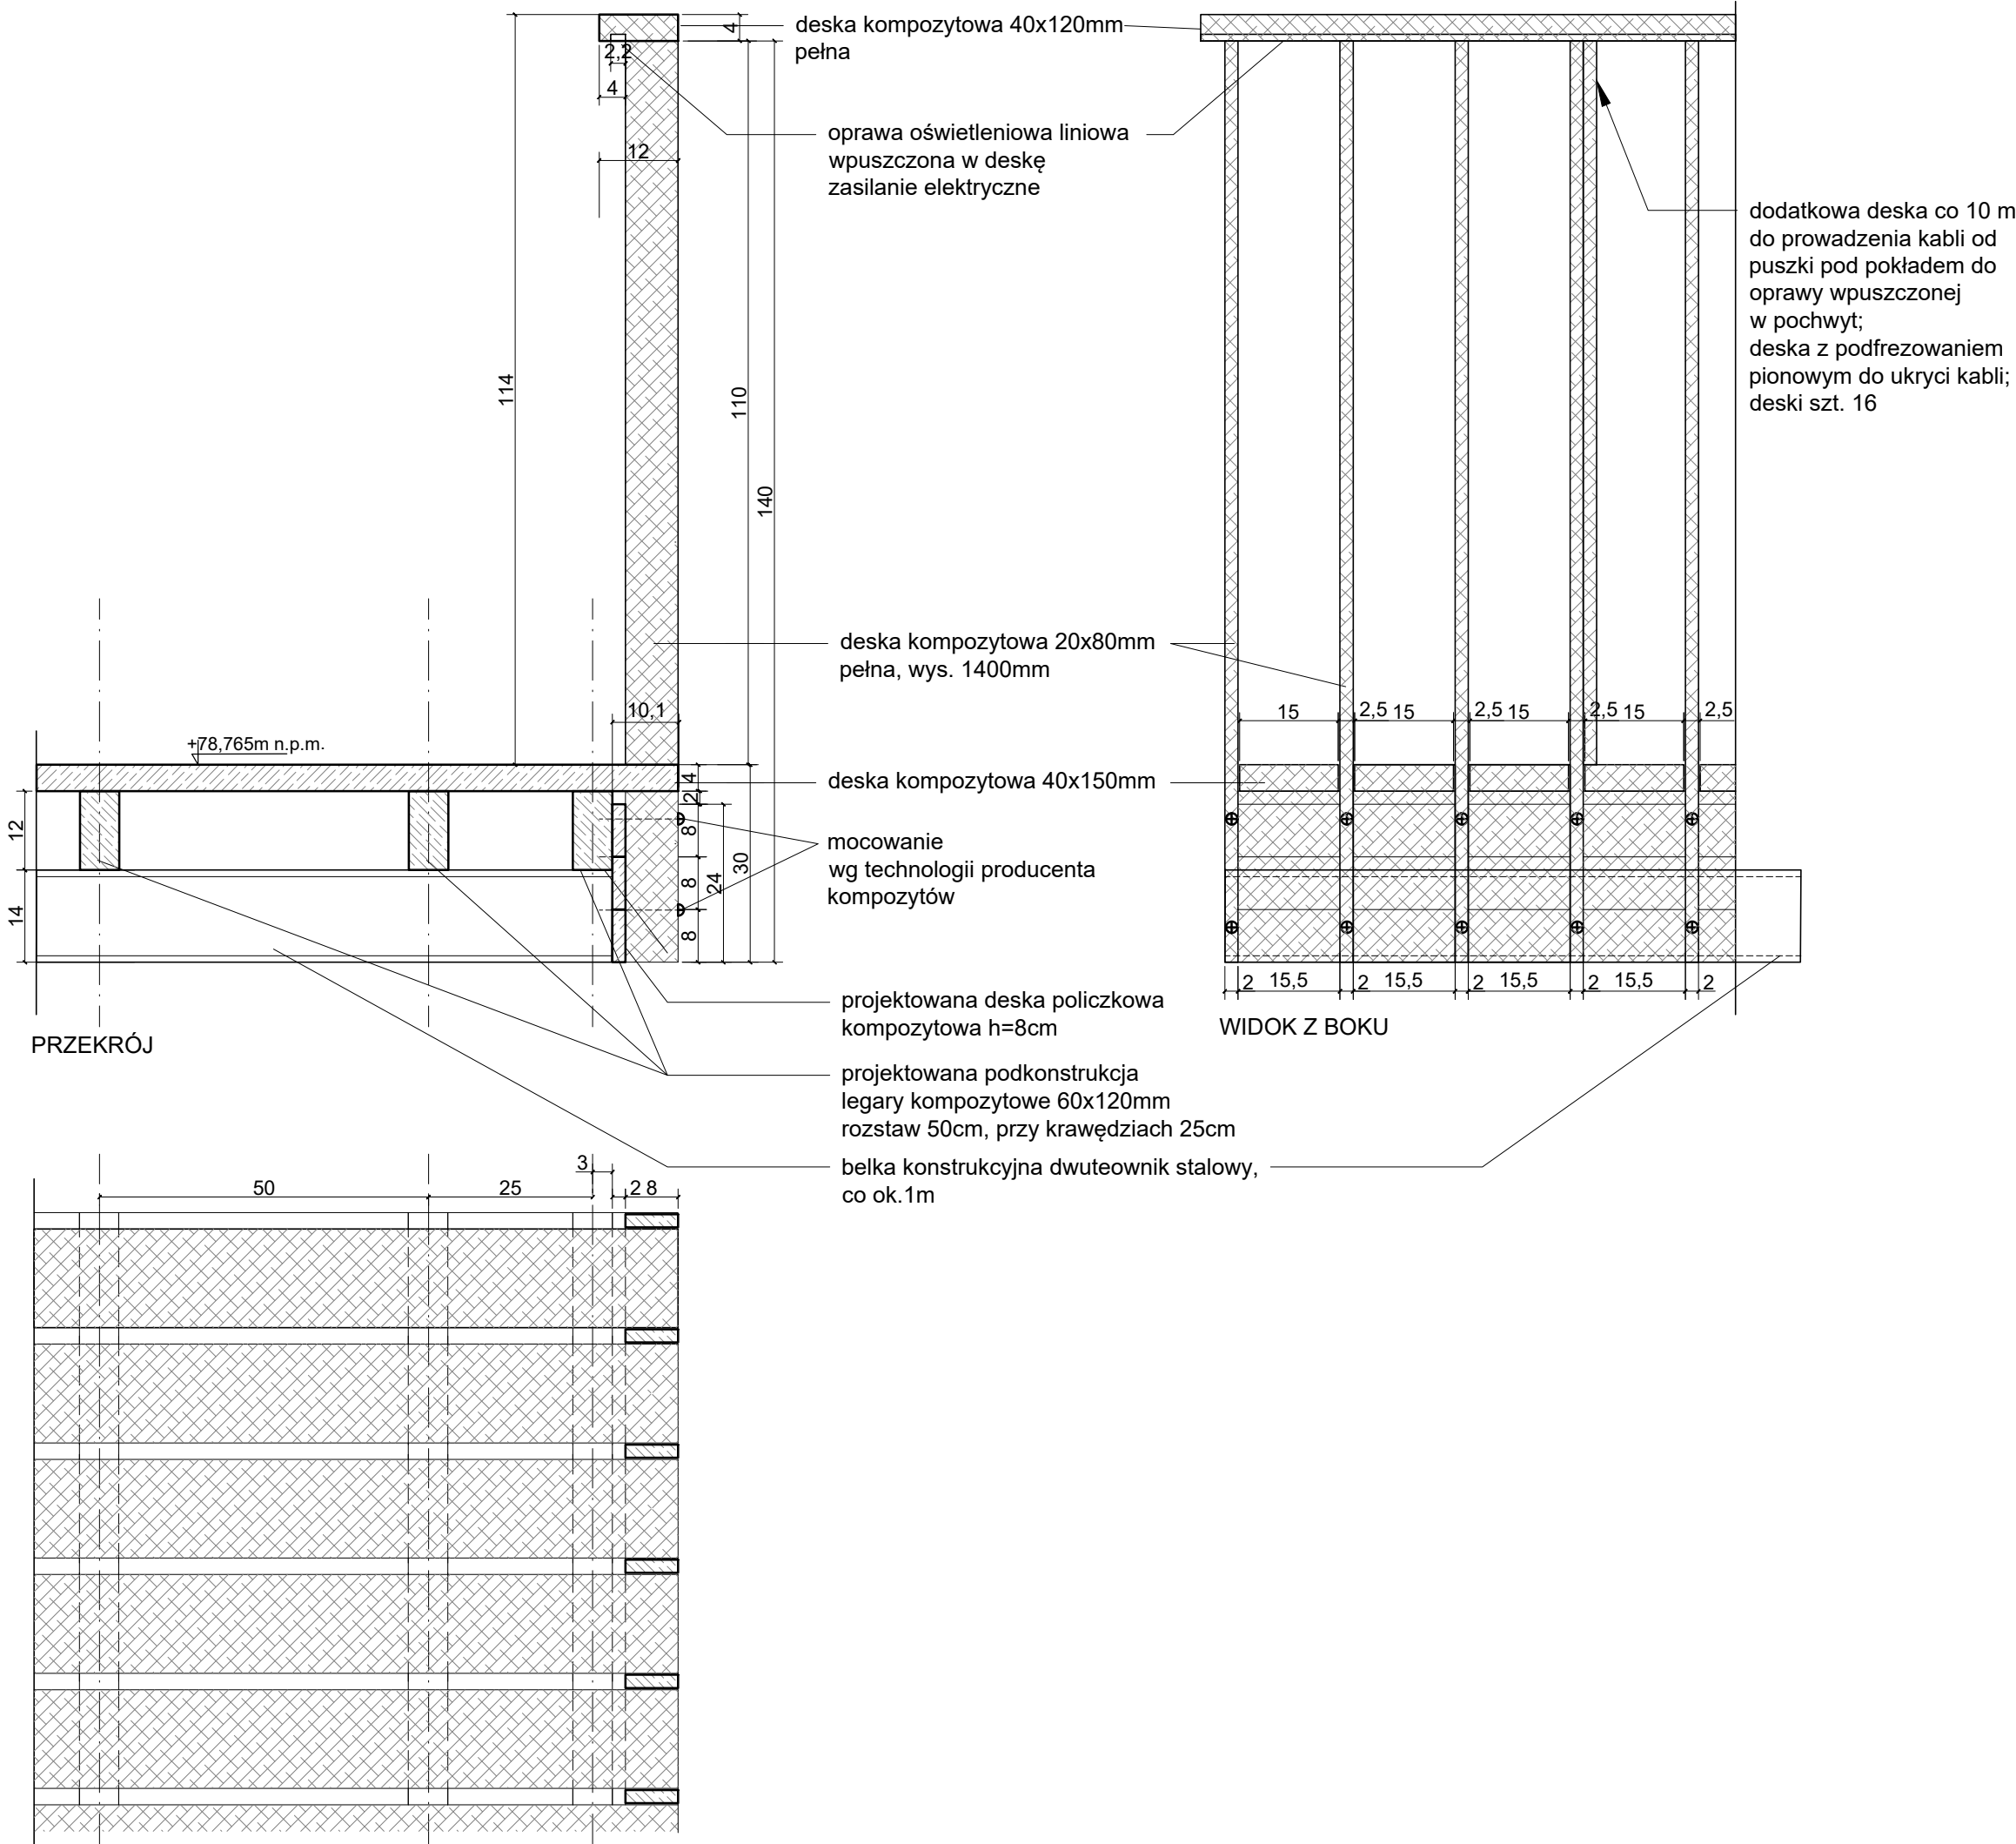 deska kompozytowa 40x120mm
pełna
4
2,2
4
12
oprawa oświetleniowa liniowa
wpuszczona w deskę
zasilanie elektryczne
dodatkowa deska co 10 m
do prowadzenia kabli od
puszki pod pokładem do
oprawy wpuszczonej
w pochwyt;
deska z podfrezowaniem
pionowym do ukryci kabli;
deski szt. 16
114
110
140
deska kompozytowa 20x80mm
pełna, wys. 1400mm
10,1
15 2,5 15 2,5 15 2,5 15 2,5
+78,765m n.p.m.
deska kompozytowa 40x150mm
4
2
8
8
8
24
30
12
14
mocowanie
wg technologii producenta
kompozytów
2 15,5 2 15,5 2 15,5 2 15,5 2
projektowana deska policzkowa
kompozytowa h=8cm
WIDOK Z BOKU
PRZEKRÓJ
projektowana podkonstrukcja
legary kompozytowe 60x120mm
rozstaw 50cm, przy krawędziach 25cm
belka konstrukcyjna dwuteownik stalowy,
co ok.1m
50 25 3 2 8